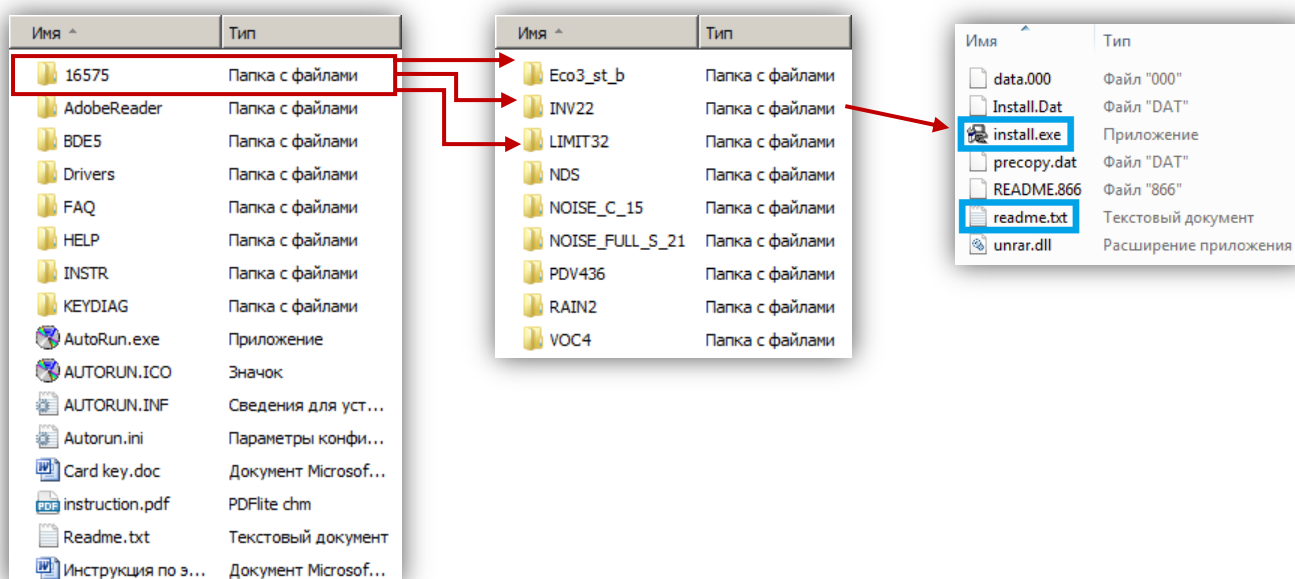 Имя Тип
16575 Папка с файлами
AdobeReader Папка с файлами
BDE5 Папка с файлами
Drivers Папка с файлами
FAQ Папка с файлами
HELP Папка с файлами
INSTR Папка с файлами
KEYDIAG Папка с файлами
AutoRun.exe Приложение
AUTORUN.ICO Значок
AUTORUN.INF Сведения для уст...
Autorun.ini Параметры конфи...
Card key.doc Документ Microsof...
instruction.pdf PDFlite chm
Readme.txt Текстовый документ
Инструкция по э... Документ Microsof...
Имя Тип
Eco3_st_b Папка с файлами
INV22 Папка с файлами
LIMIT32 Папка с файлами
NDS Папка с файлами
NOISE_C_15 Папка с файлами
NOISE_FULL_S_21 Папка с файлами
PDV436 Папка с файлами
RAIN2 Папка с файлами
VOC4 Папка с файлами
Имя Тип
data.000 Файл "000"
Install.Dat Файл "DAT"
install.exe Приложение
precopy.dat Файл "DAT"
README.866 Файл "866"
readme.txt Текстовый документ
unrar.dll Расширение приложения